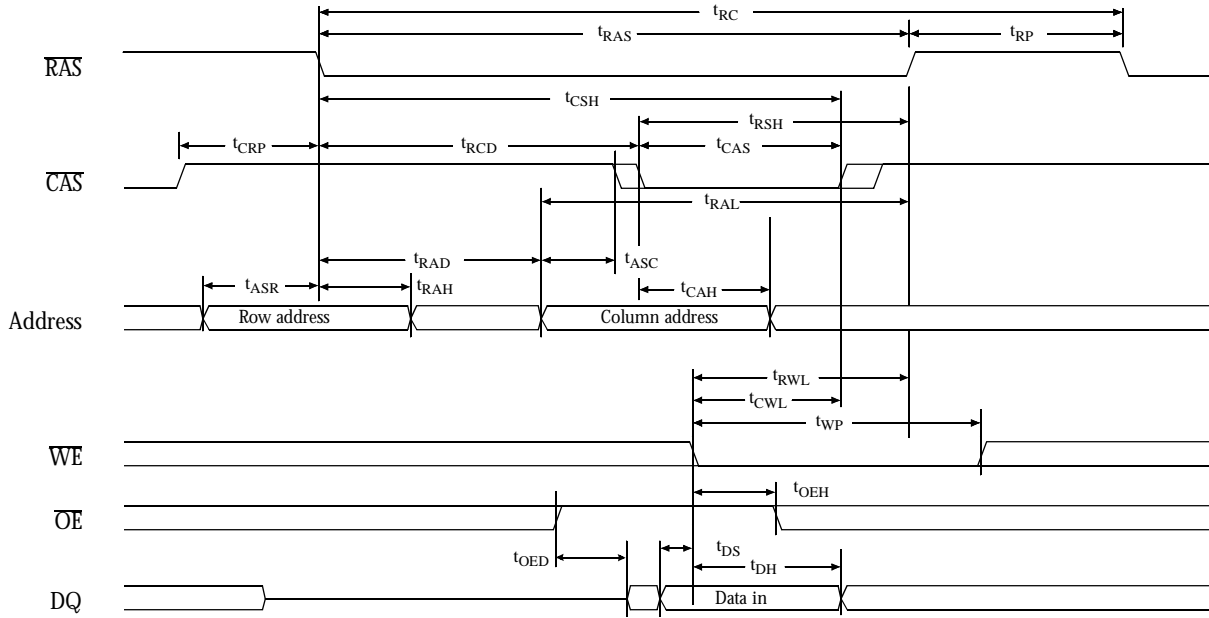 tRC
tRAS
tRP
RAS
tCSH
tRSH
tCRP
tRCD
tCAS
CAS
tRAL
tRAD
tASC
tASR
tRAH
tCAH
Address
Row address
Column address
tRWL
tCWL
tWP
WE
tOEH
OE
tOED
tDS
tDH
DQ
Data in